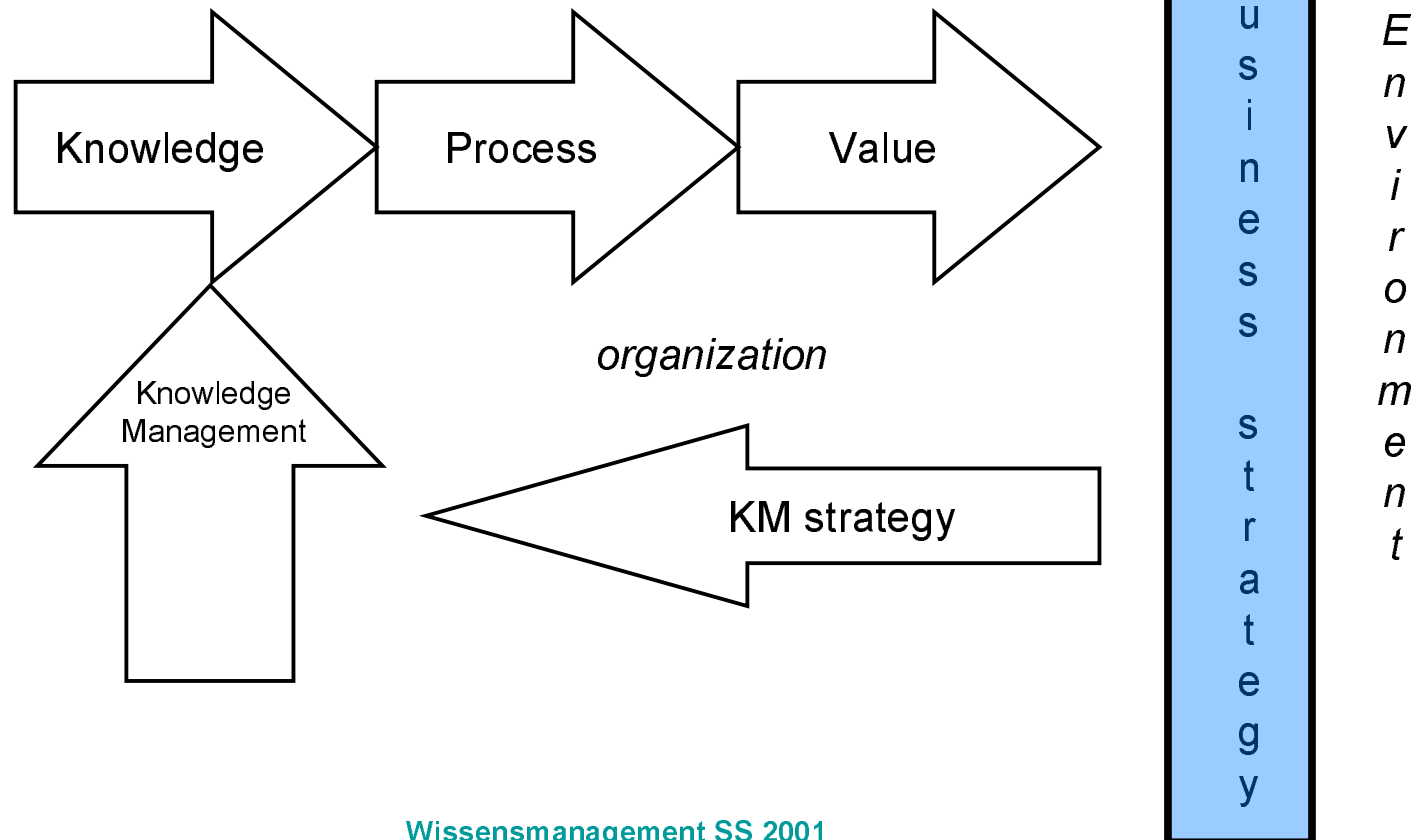 Knowledge
Process
Value
organization
Knowledge
Management
KM strategy
usiness strategy
Environment
Wissensmanagement SS 2001